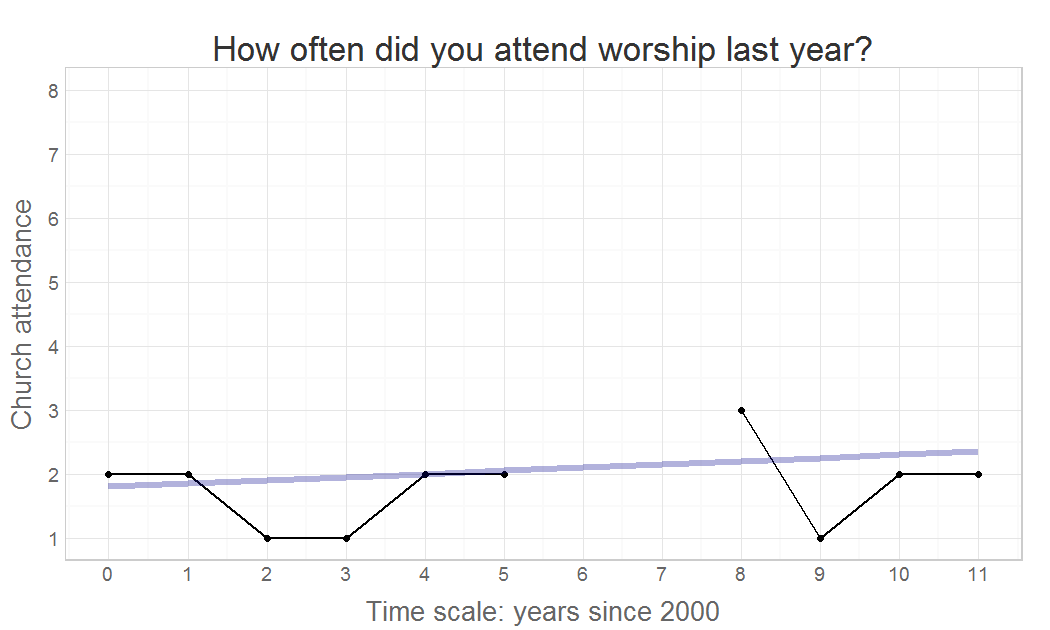 How often did you attend worship last year?
Church attendance
8
7
6
5
4
3
2
1
0 1 2 3 4 5 6 7 8 9 10 11
Time scale: years since 2000